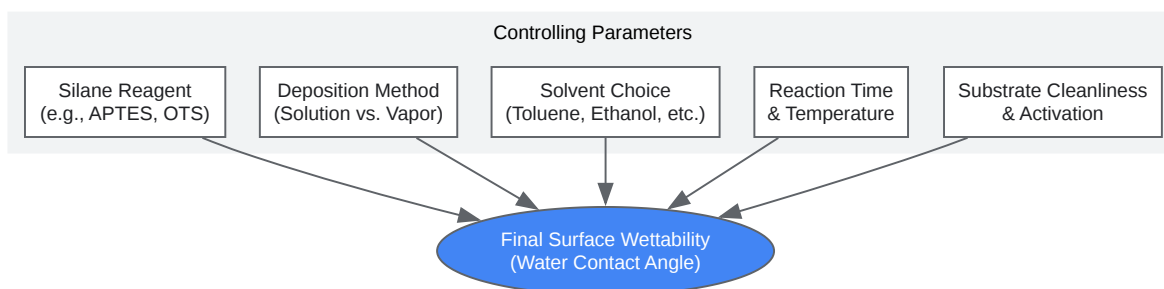 Controlling Parameters
Silane Reagent
(e.g., APTES, OTS)
Deposition Method
(Solution vs. Vapor)
Solvent Choice
(Toluene, Ethanol, etc.)
Reaction Time
& Temperature
Substrate Cleanliness
& Activation
Final Surface Wettability
(Water Contact Angle)